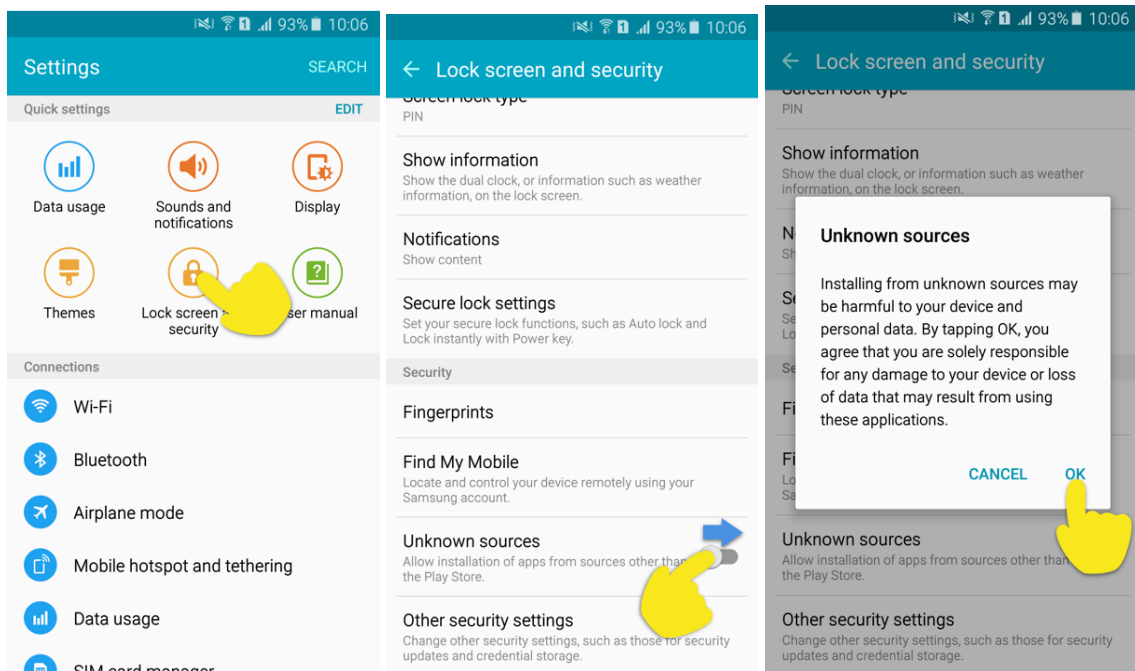 93% 10:06
Settings SEARCH
Quick settings EDIT
Data usage
Sounds and
notifications
Display
Themes
Lock screen
security
manual
Connections
Wi-Fi
Bluetooth
Airplane mode
Mobile hotspot and tethering
Data usage
SIM card manager
1 93% 10:06
Lock screen and security
Screen lock type
PIN
Show information
Show the dual clock, or information such as weather
information, on the lock screen.
Notifications
Show content
Secure lock settings
Set your secure lock functions, such as Auto lock and
Lock instantly with Power key.
Security
Fingerprints
Find My Mobile
Locate and control your device remotely using your
Samsung account.
Unknown sources
Allow installation of apps from sources other than
the Play Store.
Other security settings
Change other security settings, such as those for security
updates and credential storage.
1 93% 10:06
Lock screen and security
Screen lock type
PIN
Show information
Show the dual clock, or information such as weather
information, on the lock screen.
Unknown sources
Installing from unknown sources may
be harmful to your device and
personal data. By tapping OK, you
agree that you are solely responsible
for any damage to your device or loss
of data that may result from using
these applications.
CANCEL OK
Unknown sources
Allow installation of apps from sources other than
the Play Store.
Other security settings
Change other security settings, such as those for security
updates and credential storage.